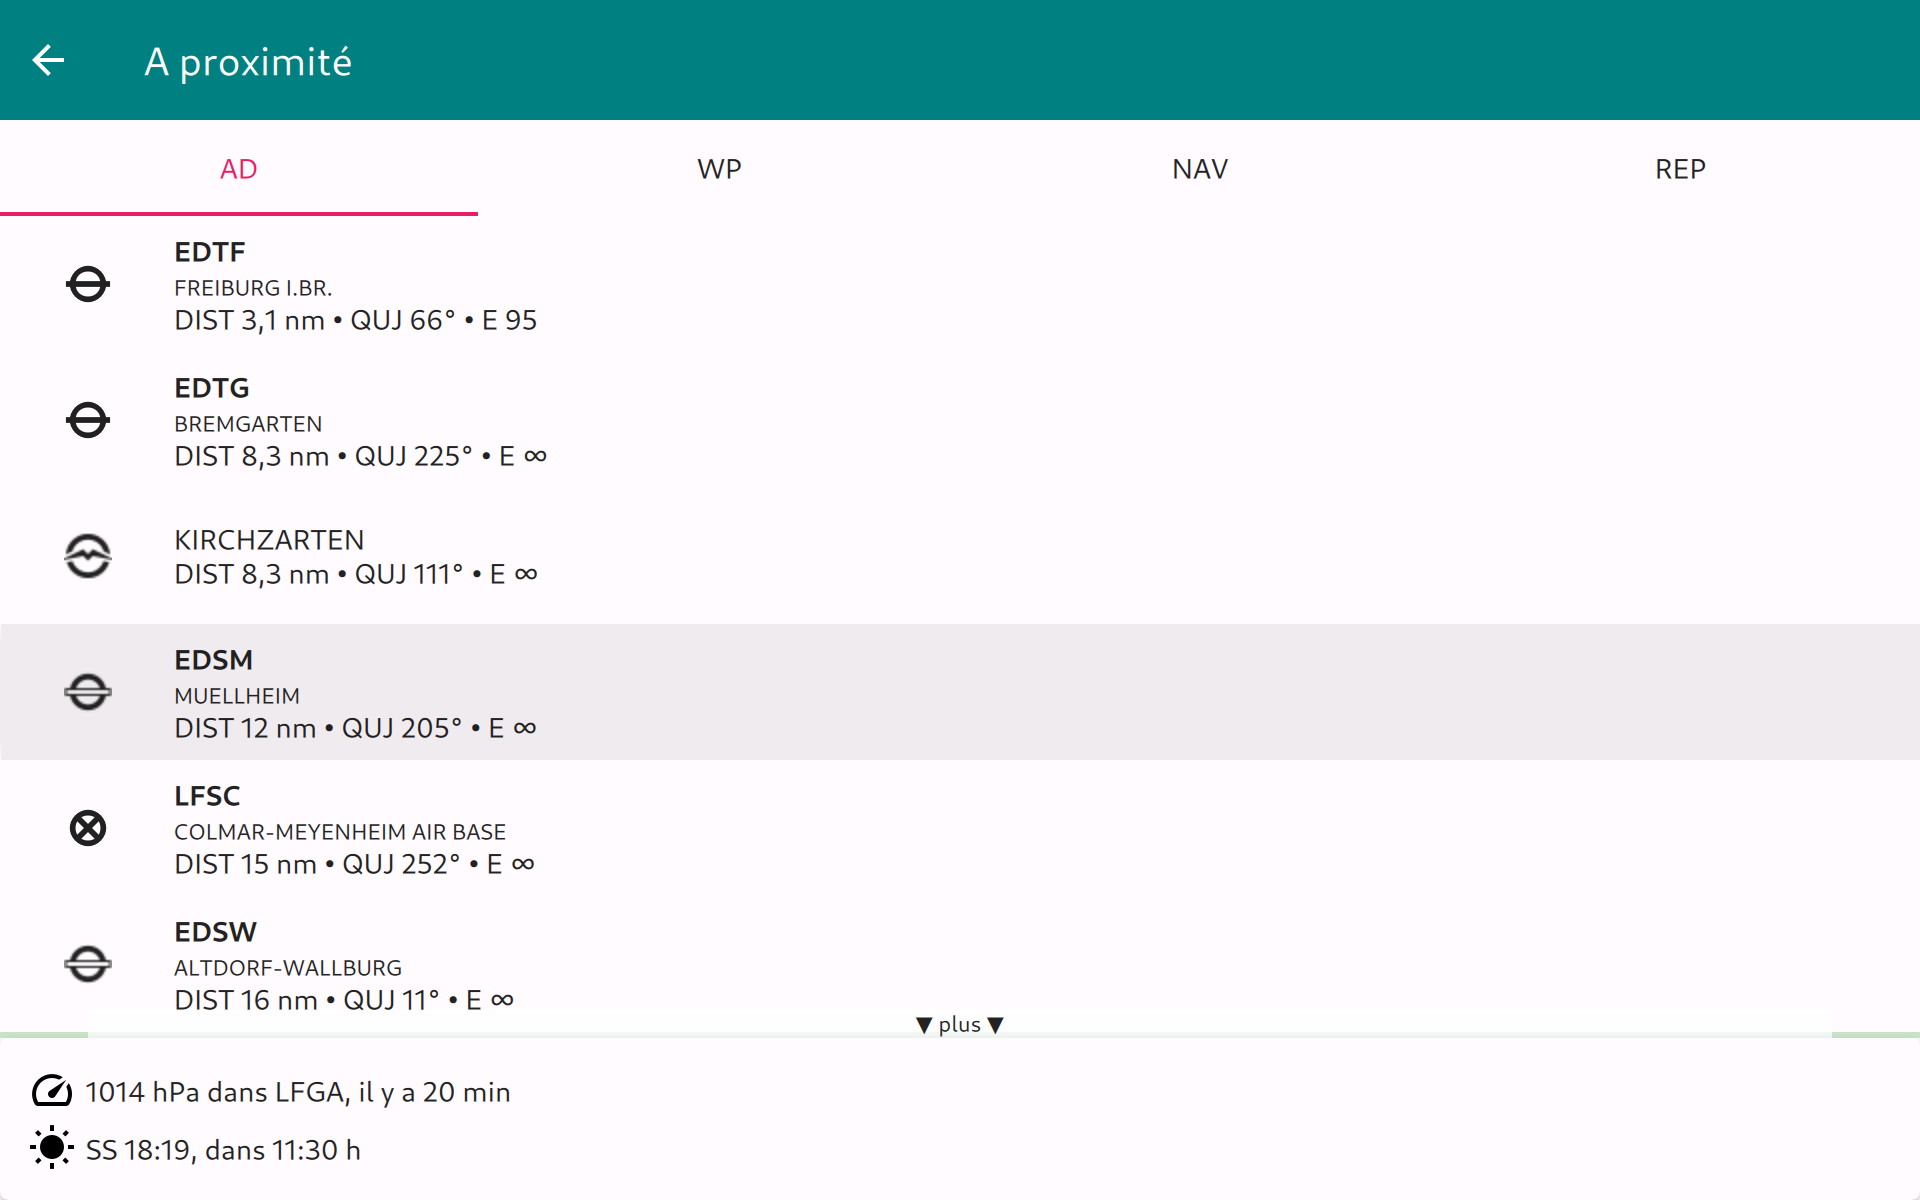 A proximité
AD
WP
NAV
REP
EDTF
FREIBURG I.BR.
DIST 3,1 nm • QUJ 66° • E 95
EDTG
BREMGARTEN
DIST 8,3 nm • QUJ 225° • E ∞
KIRCHZARTEN
DIST 8,3 nm • QUJ 111° • E ∞
EDSM
MUELLHEIM
DIST 12 nm • QUJ 205° • E ∞
LFSC
COLMAR-MEYENHEIM AIR BASE
DIST 15 nm • QUJ 252° • E ∞
EDSW
ALTDORF-WALLBURG
DIST 16 nm • QUJ 11° • E ∞
▼ plus ▼
1014 hPa dans LFGA, il y a 20 min
SS 18:19, dans 11:30 h